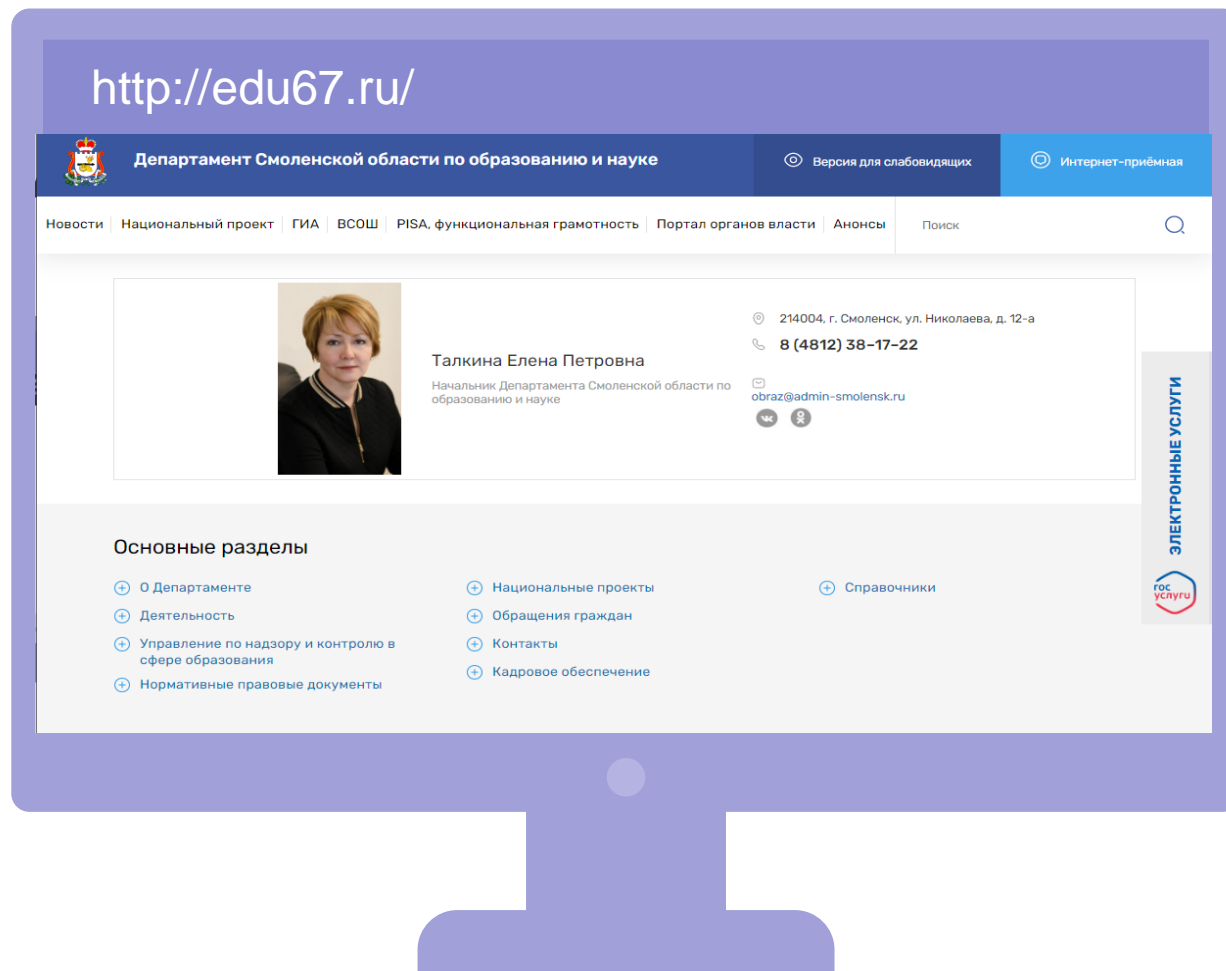 http://edu67.ru/
Департамент Смоленской области по образованию и науке
Версия для слабовидящих
Интернет-приёмная
Новости
Национальный проект
ГИА
ВСОШ
PISA, функциональная грамотность
Портал органов власти
Анонсы
Поиск
Талкина Елена Петровна
Начальник Департамента Смоленской области по
образованию и науке
214004, г. Смоленск, ул. Николаева, д. 12-а
8 (4812) 38-17-22
obraz@admin-smolensk.ru
ЭЛЕКТРОННЫЕ УСЛУГИ
гос
услуги
Основные разделы
О Департаменте
Деятельность
Управление по надзору и контролю в
сфере образования
Нормативные правовые документы
Национальные проекты
Обращения граждан
Контакты
Кадровое обеспечение
Справочники